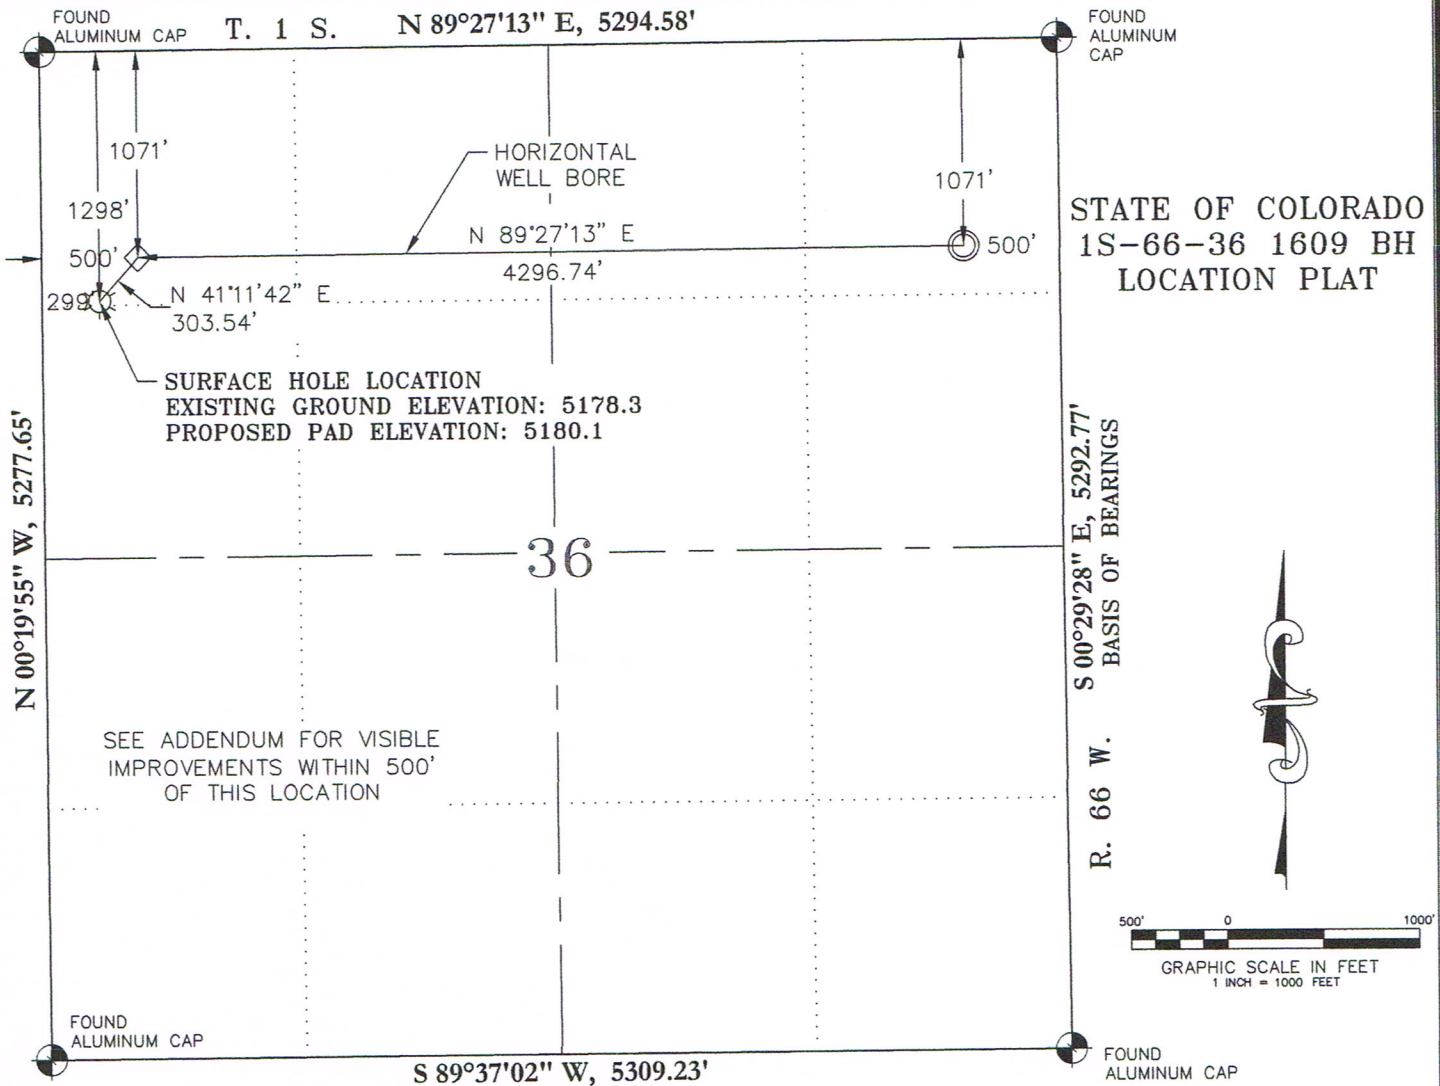 FOUND
ALUMINUM CAP
T. 1 S.
N 89°27'13" E, 5294.58'
FOUND
ALUMINUM
CAP
1071'
HORIZONTAL
WELL BORE
1071'
1298'
N 89°27'13" E
500'
500'
4296.74'
STATE OF COLORADO
1S-66-36 1609 BH
LOCATION PLAT
299'
N 41°11'42" E
303.54'
SURFACE HOLE LOCATION
EXISTING GROUND ELEVATION: 5178.3
PROPOSED PAD ELEVATION: 5180.1
N 00°19'55" W, 5277.65'
36
S 00°29'28" E, 5292.77'
BASIS OF BEARINGS
R. 66 W.
SEE ADDENDUM FOR VISIBLE
IMPROVEMENTS WITHIN 500'
OF THIS LOCATION
500' 0 1000'
GRAPHIC SCALE IN FEET
1 INCH = 1000 FEET
FOUND
ALUMINUM CAP
S 89°37'02" W, 5309.23'
FOUND
ALUMINUM CAP